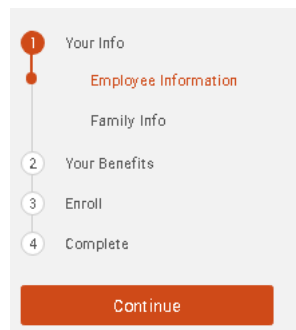 1 Your Info
Employee Information
Family Info
2 Your Benefits
3 Enroll
4 Complete
Continue